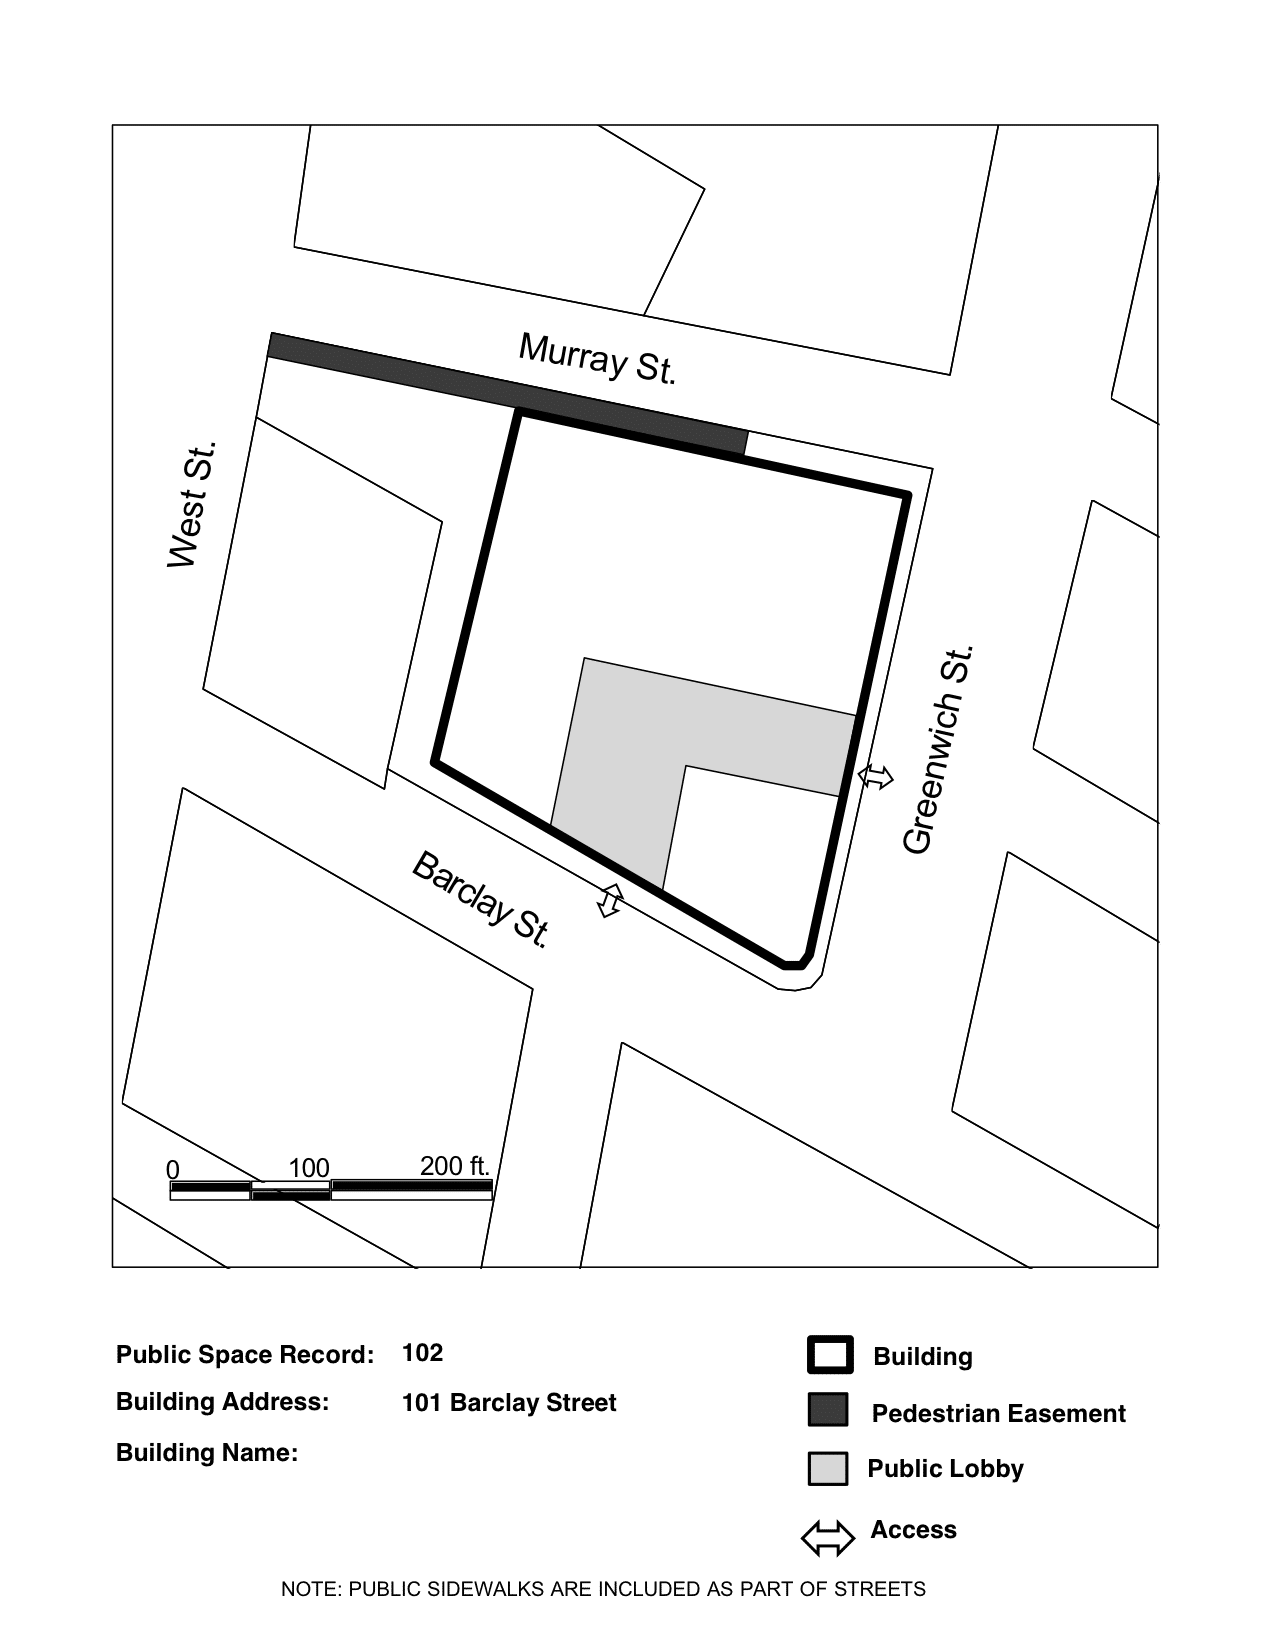 Murray St.
West St.
Greenwich St.
Barclay St.
0 100 200 ft.
Public Space Record: 102
Building Address: 101 Barclay Street
Building Name:
Building
Pedestrian Easement
Public Lobby
Access
NOTE: PUBLIC SIDEWALKS ARE INCLUDED AS PART OF STREETS